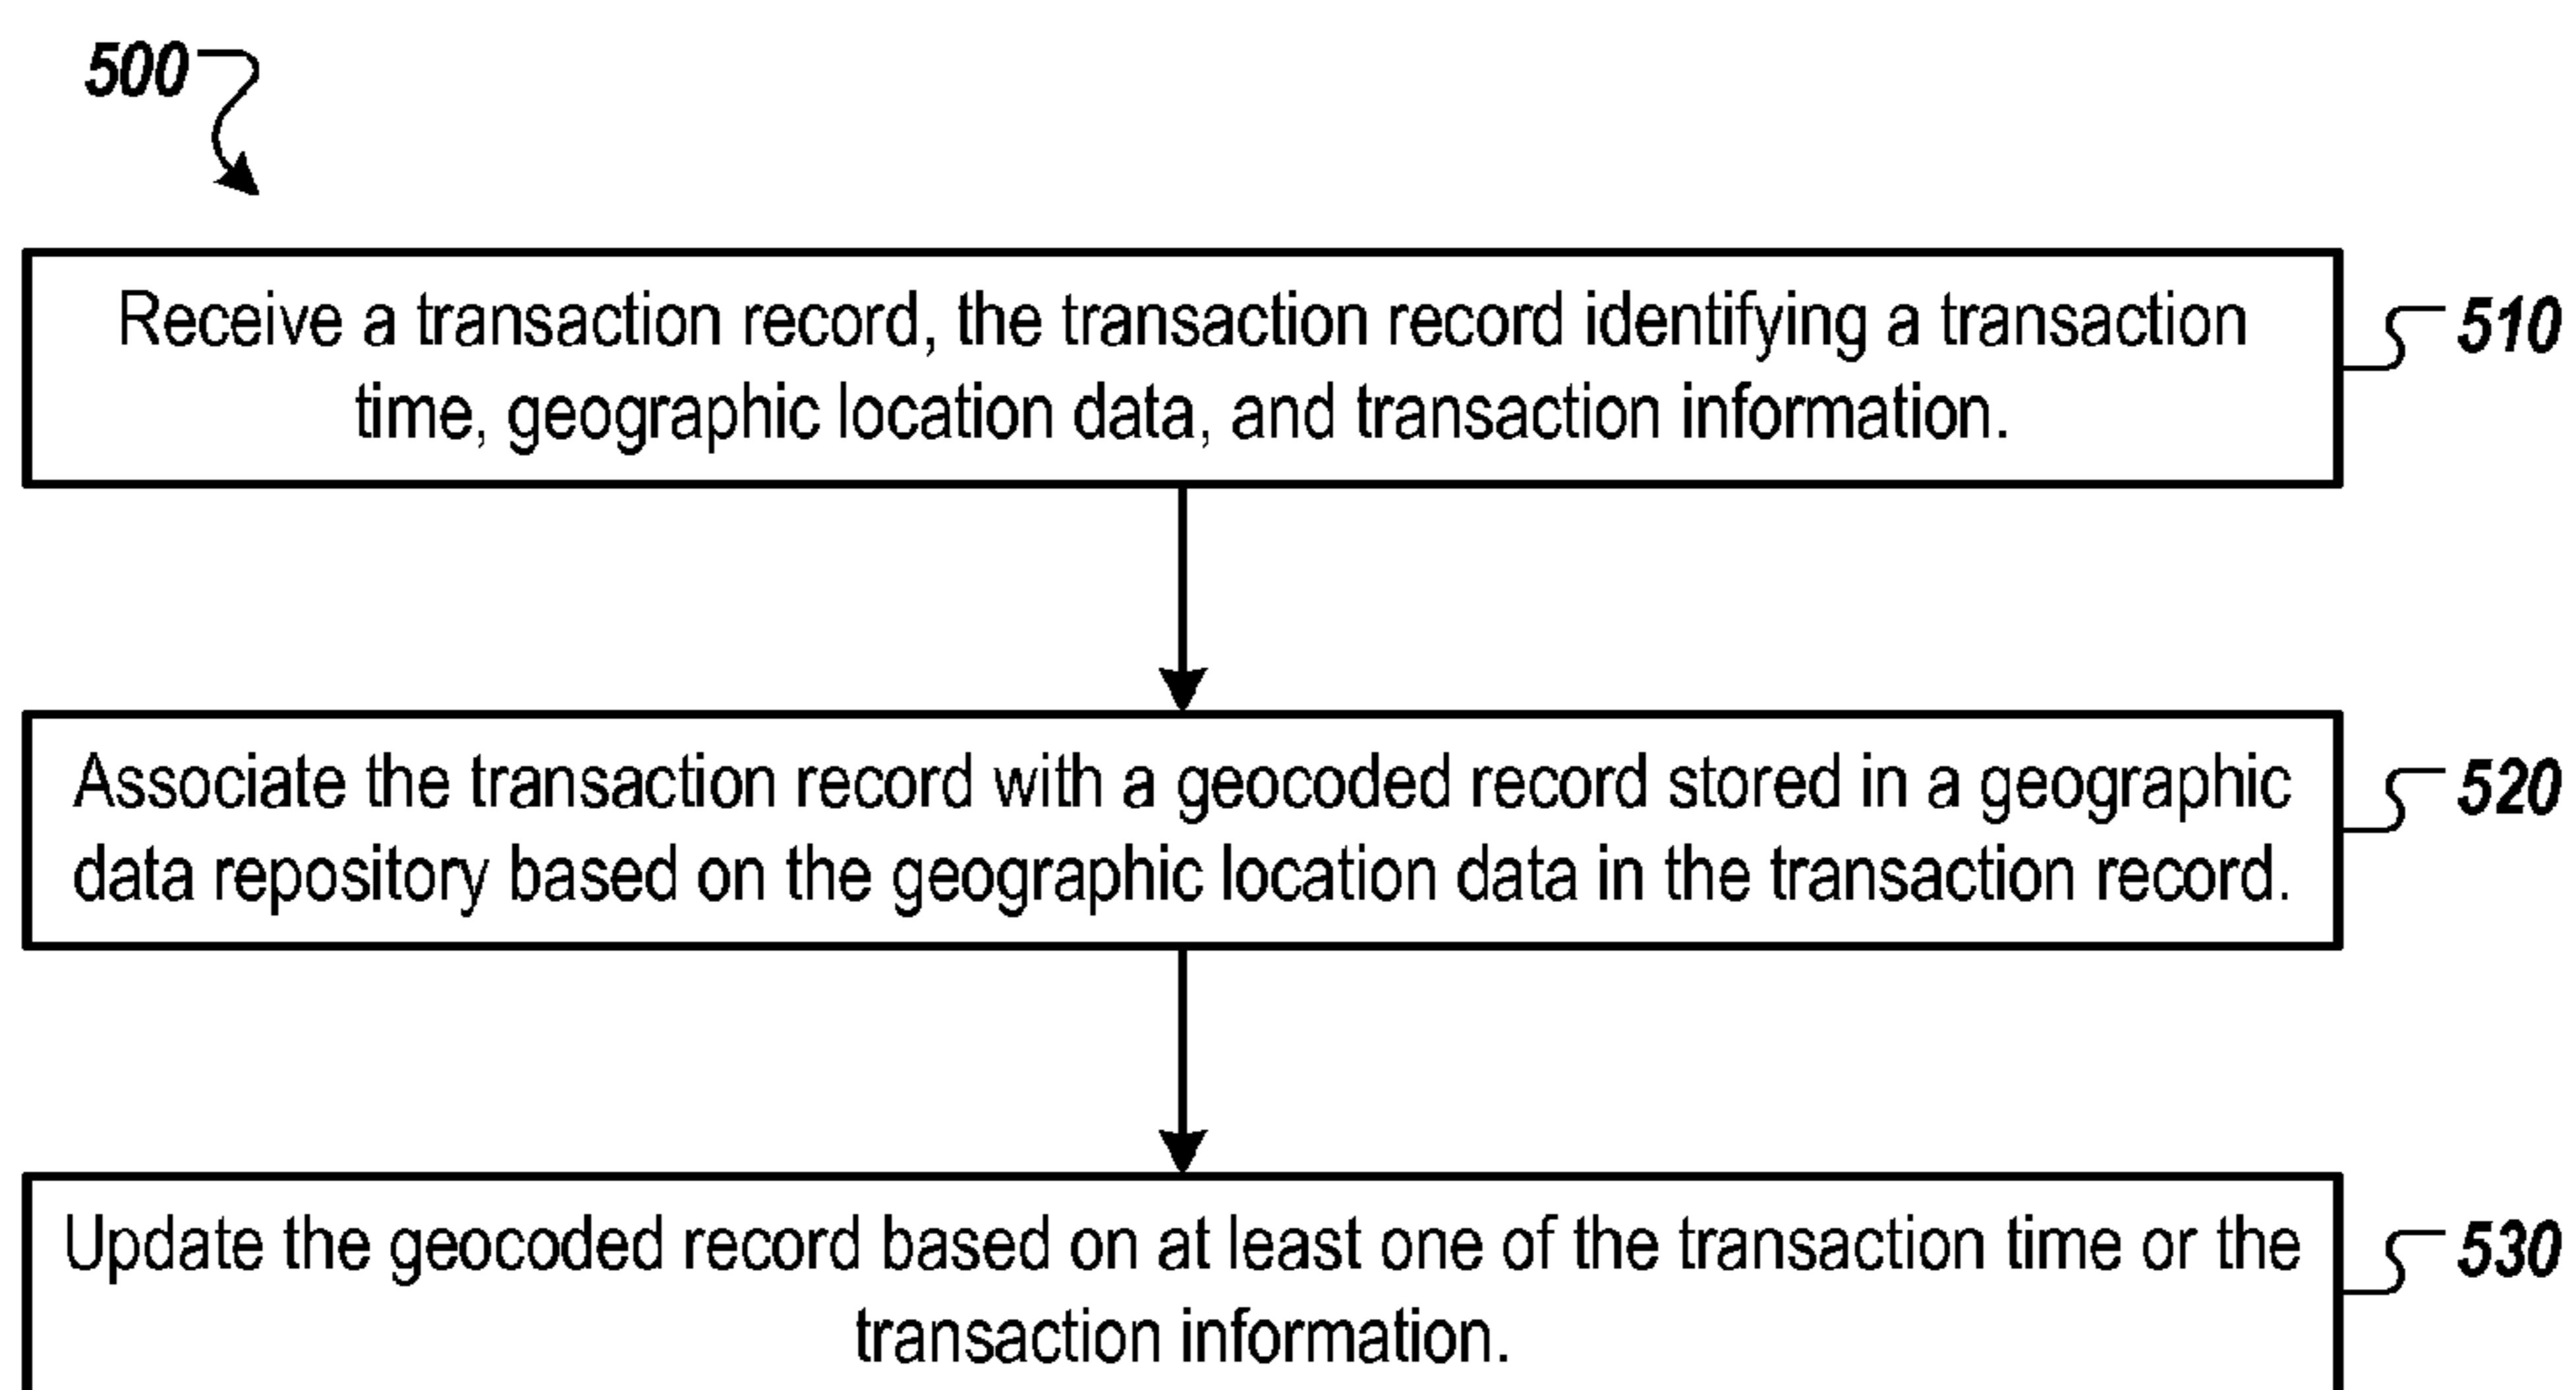 500
Receive a transaction record, the transaction record identifying a transaction
time, geographic location data, and transaction information.
510
Associate the transaction record with a geocoded record stored in a geographic
data repository based on the geographic location data in the transaction record.
520
Update the geocoded record based on at least one of the transaction time or the
transaction information.
530